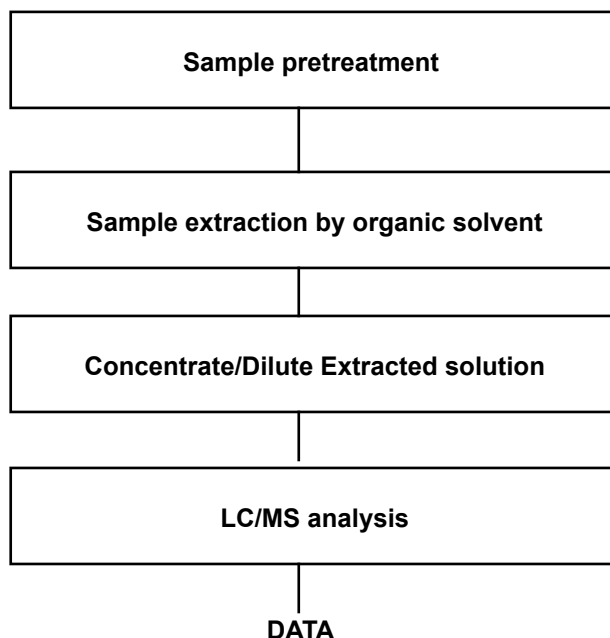 Sample pretreatment
Sample extraction by organic solvent
Concentrate/Dilute Extracted solution
LC/MS analysis
DATA